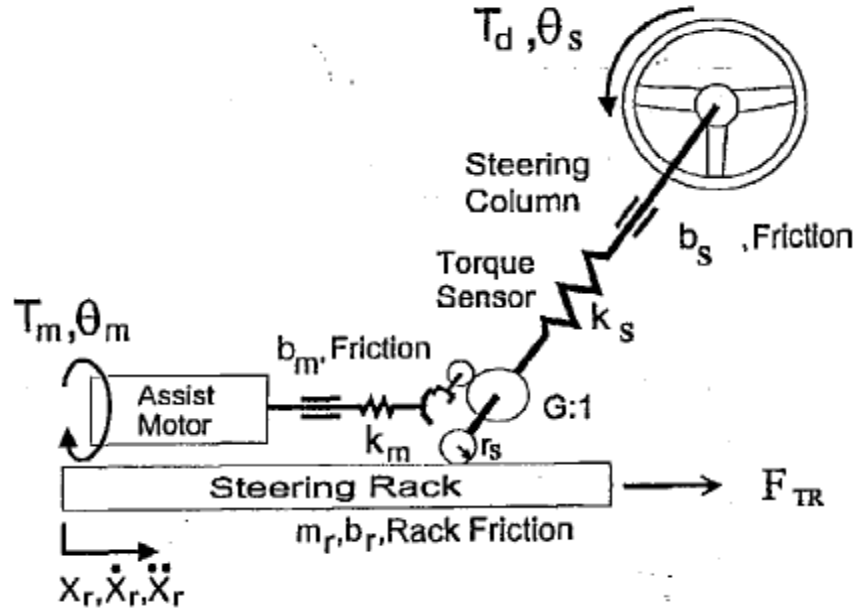 T_d ,θ_s
Steering
Column
b_s ,Friction
Torque
Sensor
k_s
T_m,θ_m
b_m, Friction
Assist
Motor
k_m
G:1
r_s
Steering Rack
F_TR
m_r,b_r,Rack Friction
x_r,ẋ_r,ẍ_r